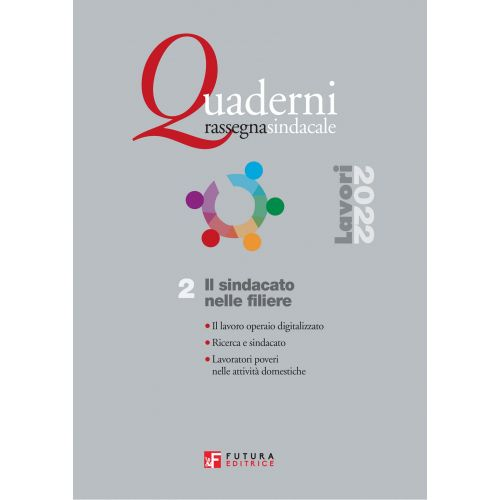 Quaderni
rassegnasindacale
Lavori
2022
2 Il sindacato
nelle filiere
• Il lavoro operaio digitalizzato
• Ricerca e sindacato
• Lavoratori poveri
nelle attività domestiche
F FUTURA
EDITRICE